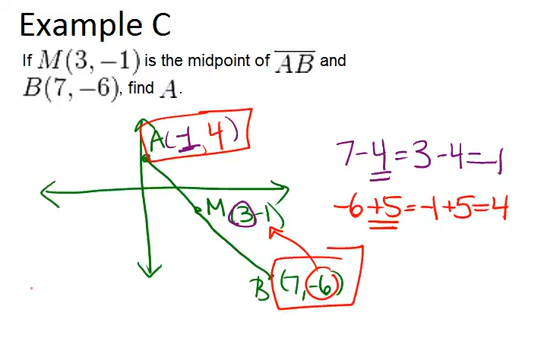 Example C
If M(3, −1) is the midpoint of AB and
B(7, −6), find A.
A(-1, 4)
7-4=3-4=-1
-6+5=-1+5=4
M(3-1)
B (7, -6)